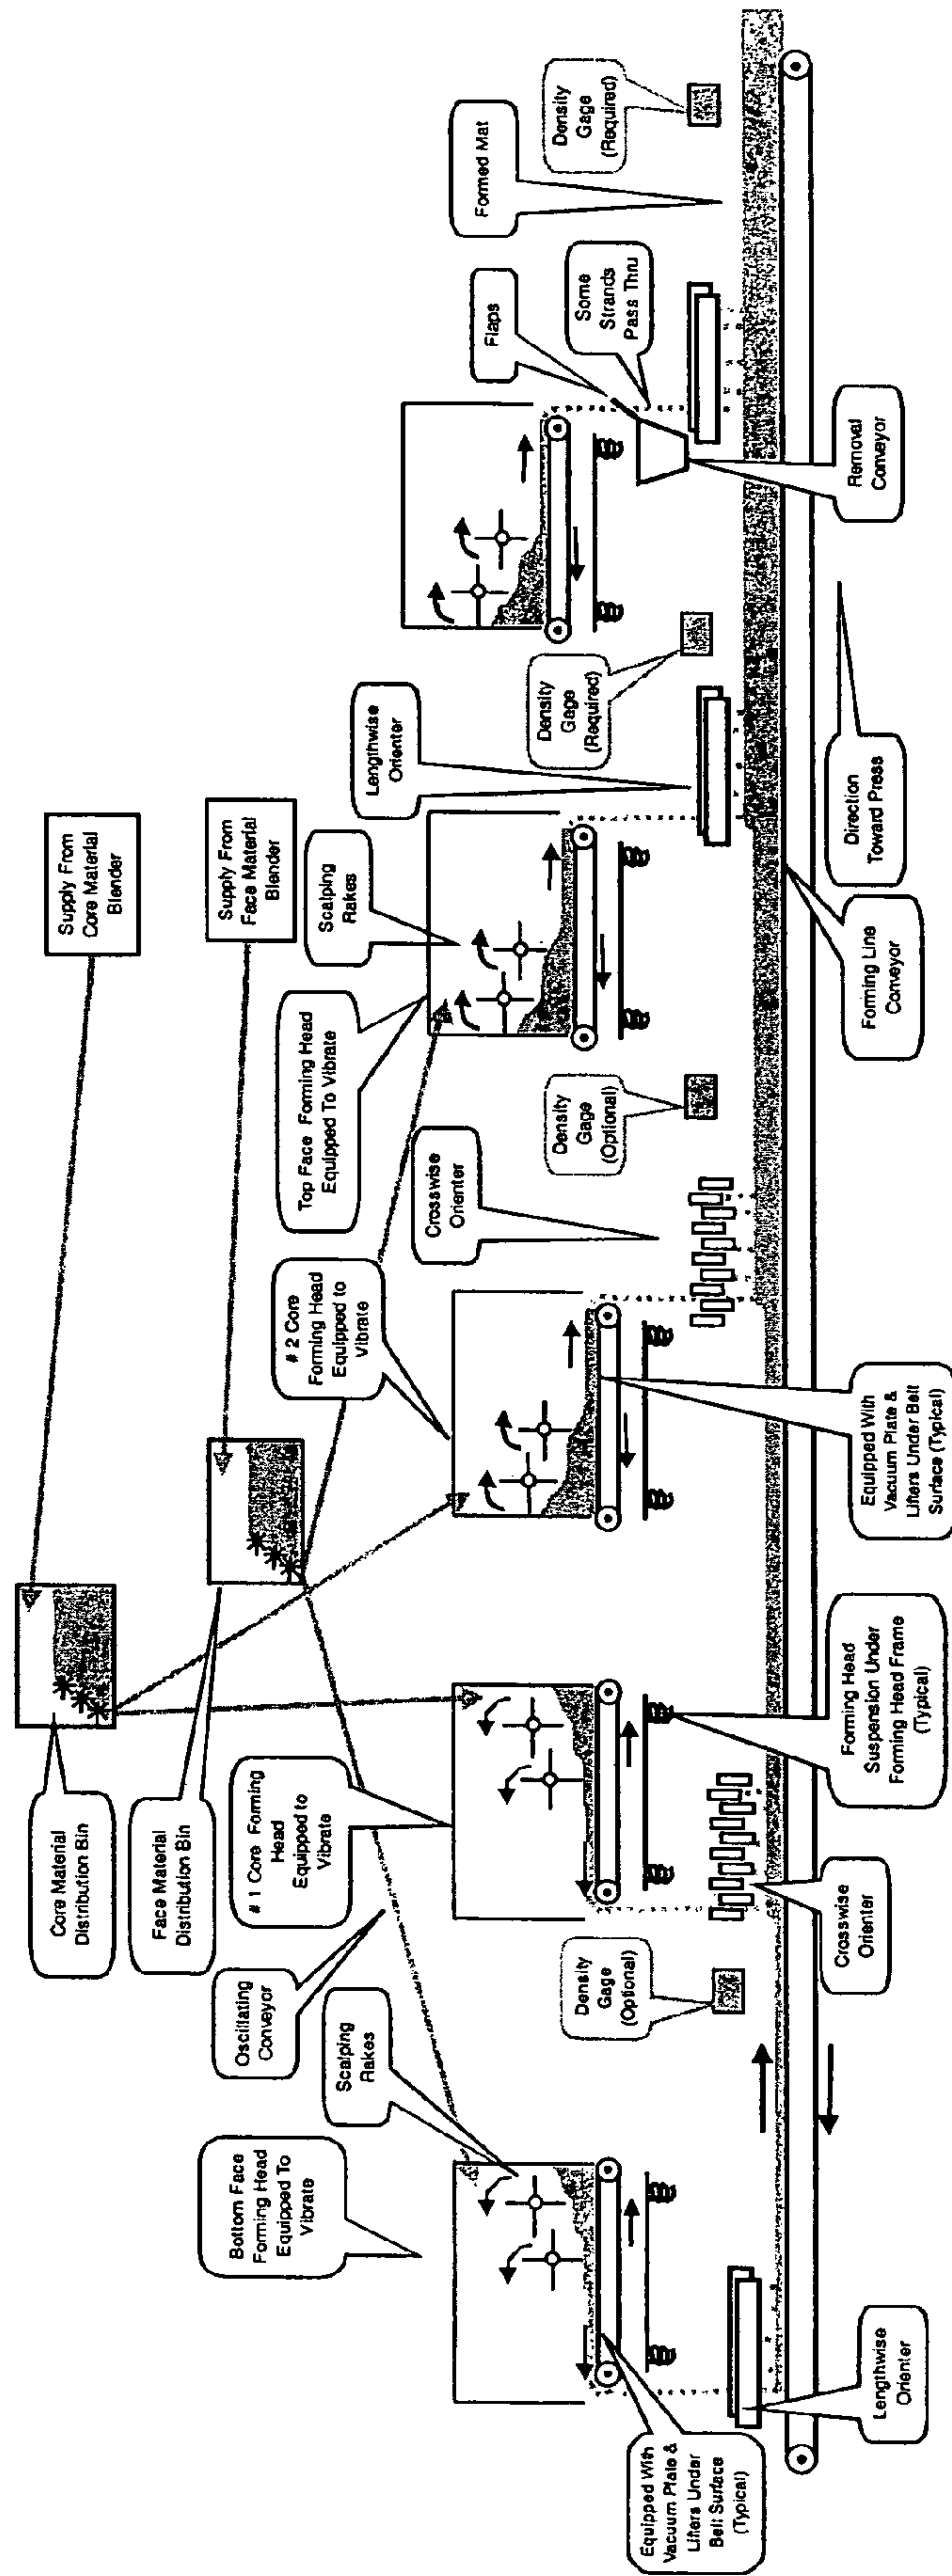 Supply From
Core Material
Blender
Supply From
Face Material
Blender
Core Material
Distribution Bin
Face Material
Distribution Bin
Oscillating
Conveyor
Scalping
Rakes
Bottom Face
Forming Head
Equipped To
Vibrate
# 1 Core Forming
Head
Equipped to
Vibrate
# 2 Core
Forming Head
Equipped to
Vibrate
Top Face Forming Head
Equipped To Vibrate
Scalping
Rakes
Crosswise
Orienter
Lengthwise
Orienter
Flaps
Some
Strands
Pass Thru
Formed Mat
Density
Gage
(Optional)
Density
Gage
(Optional)
Density
Gage
(Required)
Density
Gage
(Required)
Equipped With
Vacuum Plate &
Lifters Under
Belt Surface
(Typical)
Lengthwise
Orienter
Crosswise
Orienter
Forming Head
Suspension Under
Forming Head Frame
(Typical)
Equipped With
Vacuum Plate &
Lifters Under Belt
Surface (Typical)
Forming Line
Conveyor
Direction
Toward Press
Removal
Conveyor